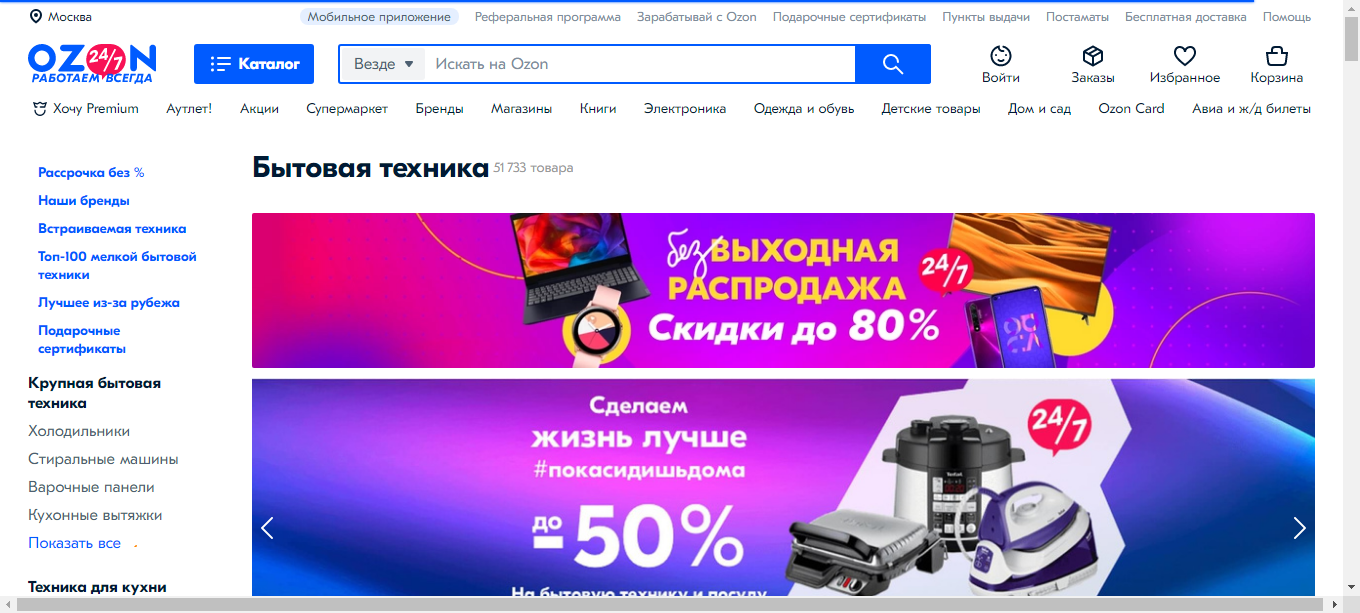 Москва
Мобильное приложение Реферальная программа Зарабатывай с Ozon Подарочные сертификаты Пункты выдачи Постаматы Бесплатная доставка Помощь
OZON 24/7
РАБОТАЕМ ВСЕГДА
Каталог
Везде
Искать на Ozon
Войти
Заказы
Избранное
Корзина
Хочу Premium Аутлет! Акции Супермаркет Бренды Магазины Книги Электроника Одежда и обувь Детские товары Дом и сад Ozon Card Авиа и ж/д билеты
Рассрочка без %
Наши бренды
Встраиваемая техника
Топ-100 мелкой бытовой
техники
Лучшее из-за рубежа
Подарочные
сертификаты
Крупная бытовая
техника
Холодильники
Стиральные машины
Варочные панели
Кухонные вытяжки
Показать все
Техника для кухни
Бытовая техника 51 733 товара
безВЫХОДНАЯ
РАСПРОДАЖА
24/7
Скидки до 80%
Сделаем
жизнь лучше
#покасидишьдома
до
-50%
На бытовую технику и посуду
24/7
Tefal